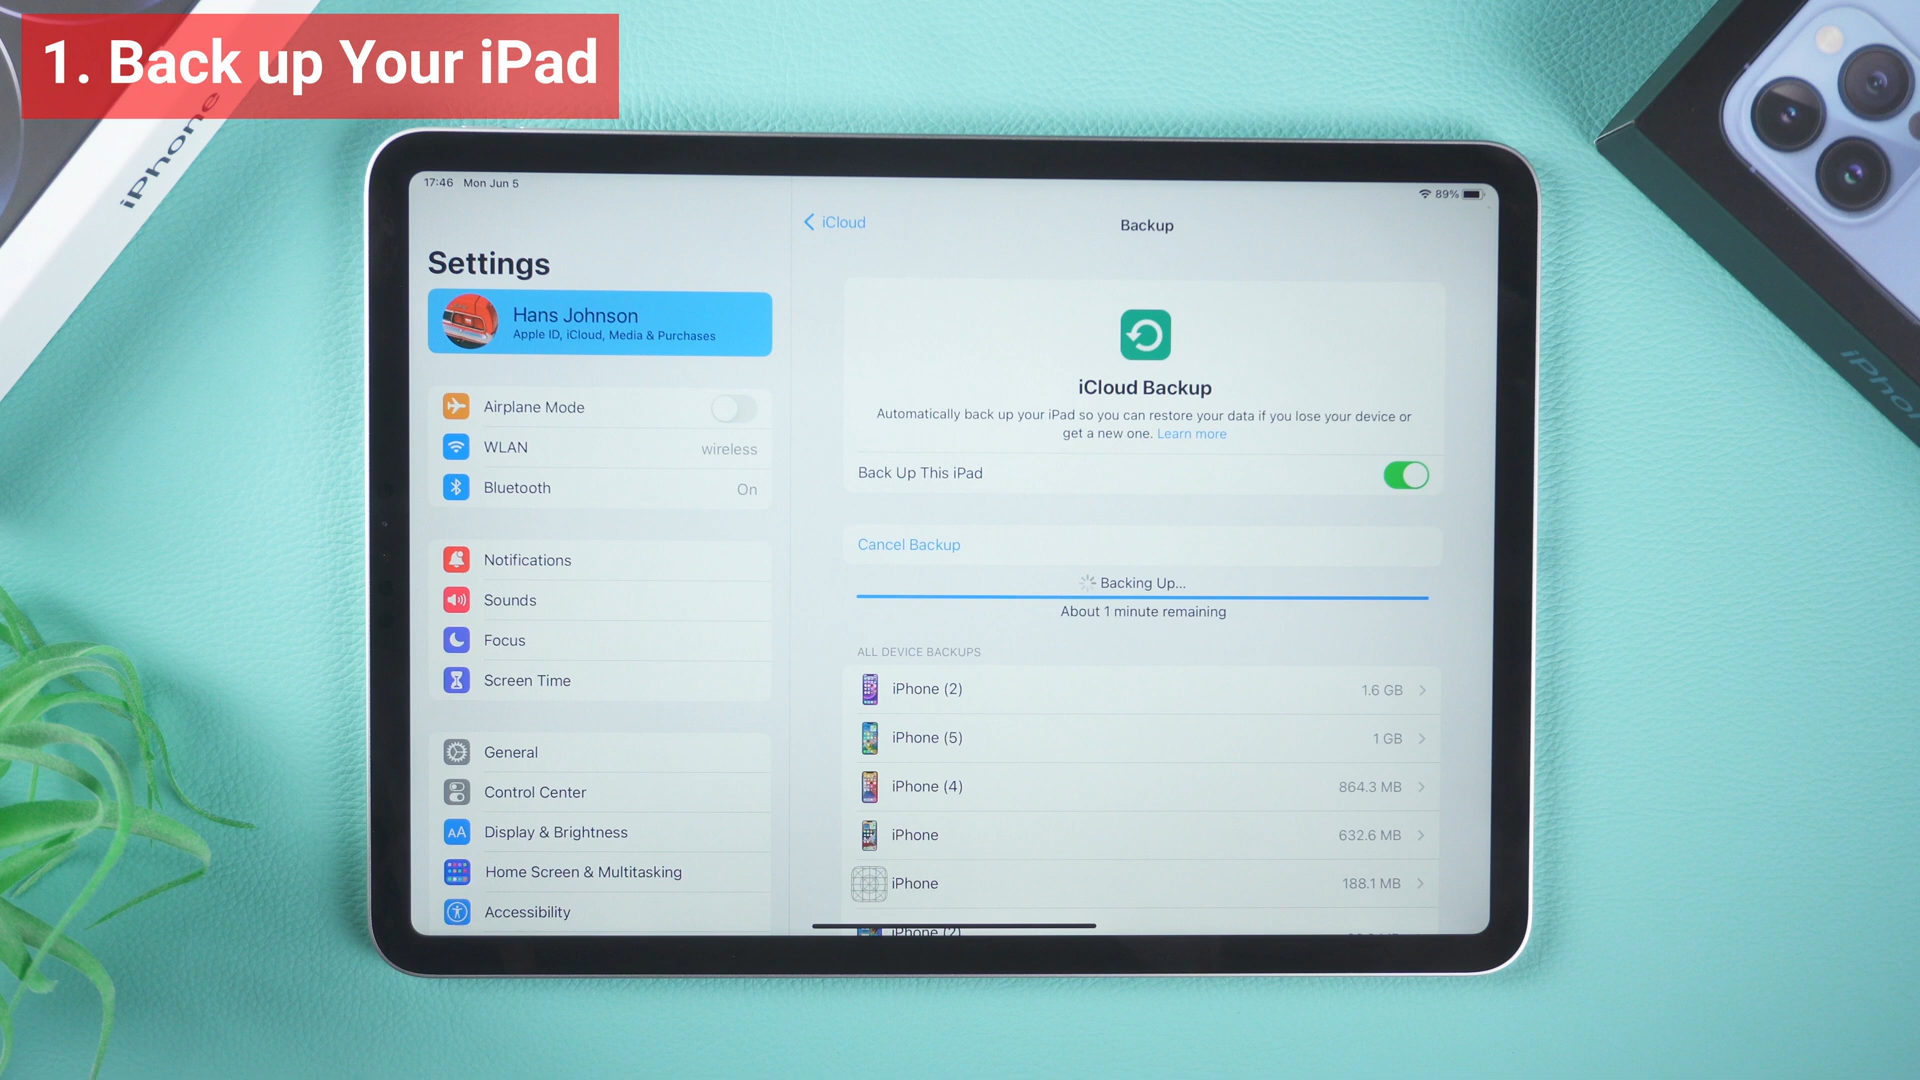 1. Back up Your iPad
iPhone
17:46 Mon Jun 5
89%
Settings
Hans Johnson
Apple ID, iCloud, Media & Purchases
Airplane Mode
WLAN
wireless
Bluetooth
On
Notifications
Sounds
Focus
Screen Time
General
Control Center
AA
Display & Brightness
Home Screen & Multitasking
Accessibility
iCloud
Backup
iCloud Backup
Automatically back up your iPad so you can restore your data if you lose your device or
get a new one. Learn more
Back Up This iPad
Cancel Backup
Backing Up...
About 1 minute remaining
ALL DEVICE BACKUPS
iPhone (2)
1.6 GB
iPhone (5)
1 GB
iPhone (4)
864.3 MB
iPhone
632.6 MB
iPhone
188.1 MB
iPhone (2)